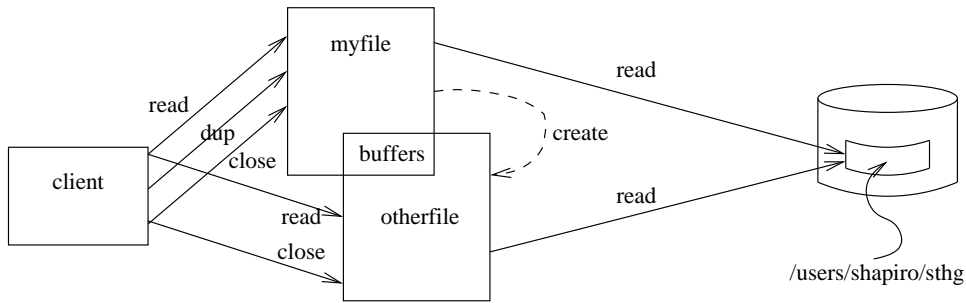 myfile
read
read
dup
create
close
buffers
client
read
otherfile
read
close
/users/shapiro/sthg